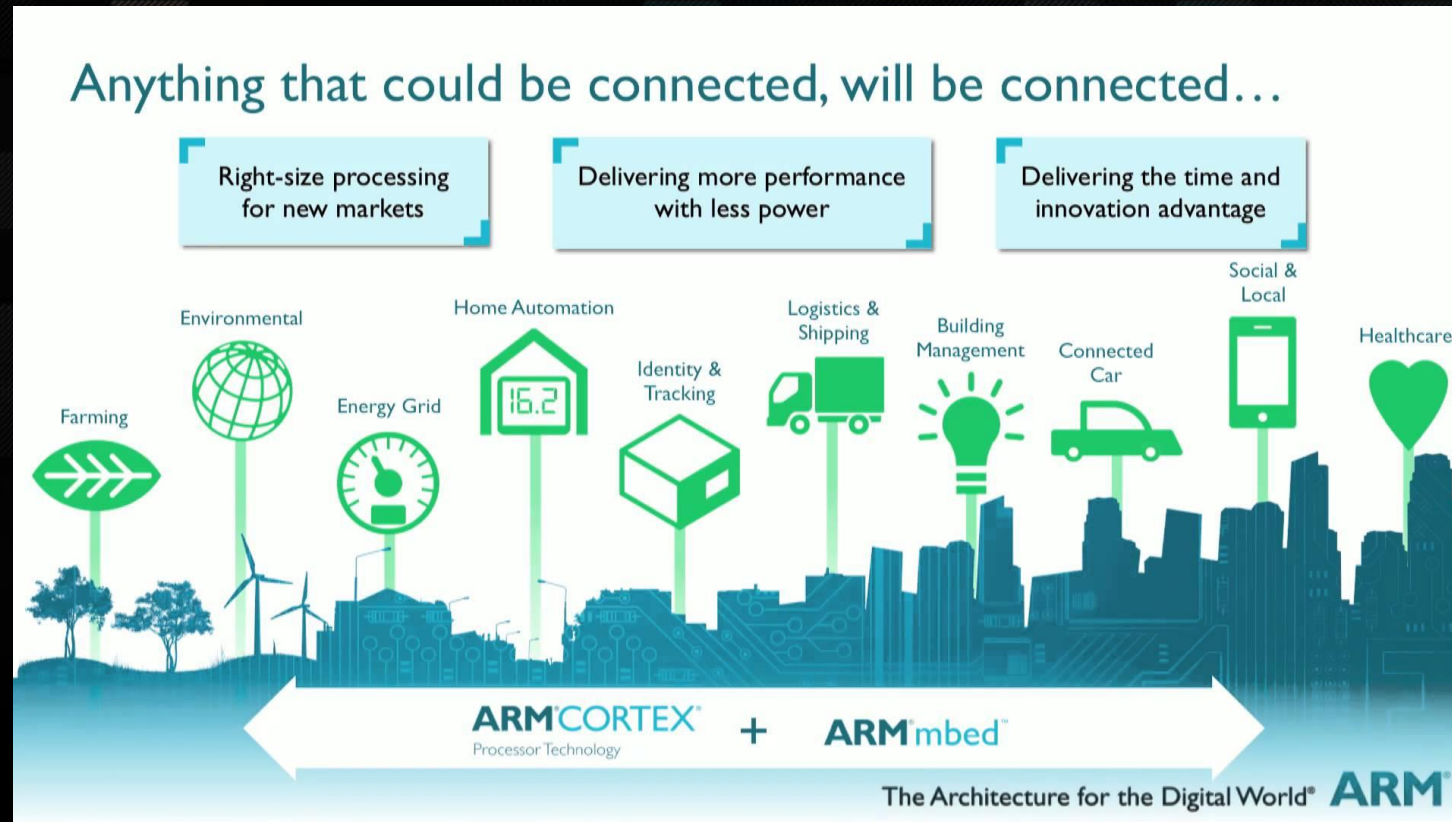 Anything that could be connected, will be connected…
Right-size processing
for new markets
Delivering more performance
with less power
Delivering the time and
innovation advantage
Farming
Environmental
Energy Grid
Home Automation
16.2
Identity &
Tracking
Logistics &
Shipping
Building
Management
Connected
Car
Social &
Local
Healthcare
ARM®CORTEX®
Processor Technology
+
ARM®mbed™
The Architecture for the Digital World® ARM®